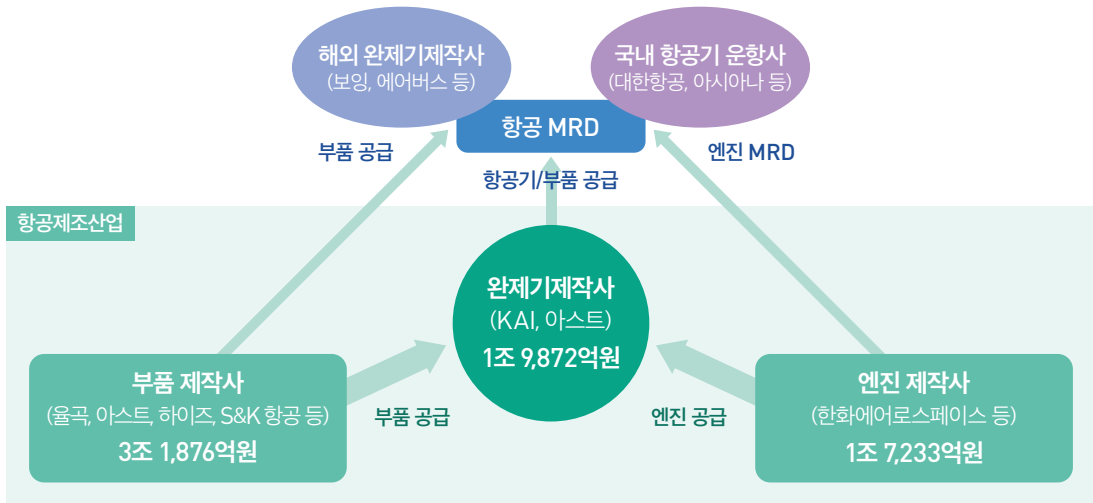 해외 완제기제작사
(보잉, 에어버스 등)
국내 항공기 운항사
(대한항공, 아시아나 등)
항공 MRD
부품 공급
엔진 MRD
항공기/부품 공급
항공제조산업
완제기제작사
(KAI, 아스트)
1조 9,872억원
부품 제작사
(율곡, 아스트, 하이즈, S&K 항공 등)
3조 1,876억원
부품 공급
엔진 공급
엔진 제작사
(한화에어로스페이스 등)
1조 7,233억원